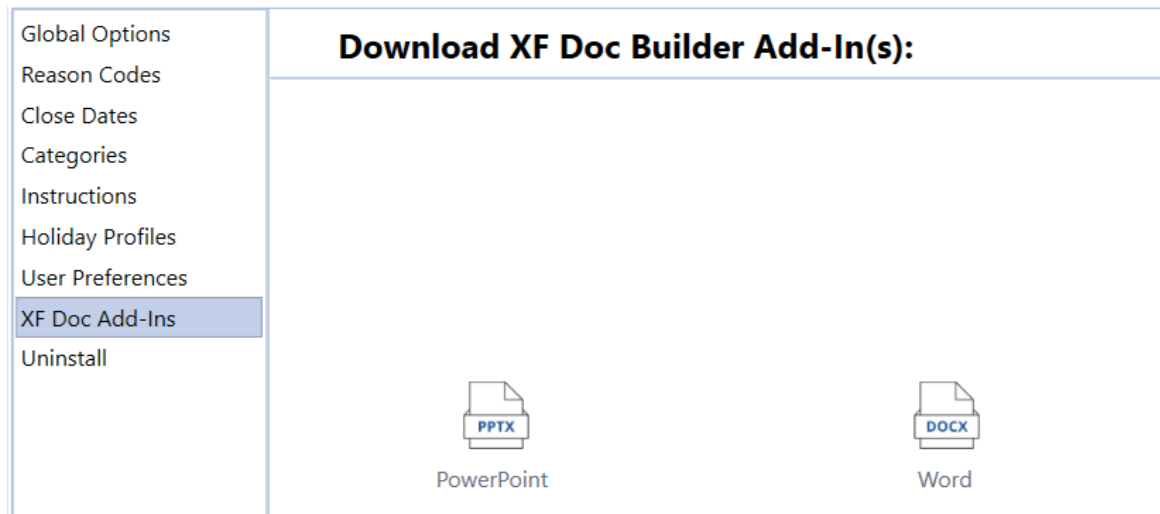 Global Options
Reason Codes
Close Dates
Categories
Instructions
Holiday Profiles
User Preferences
XF Doc Add-Ins
Uninstall
Download XF Doc Builder Add-In(s):
PPTX
PowerPoint
DOCX
Word